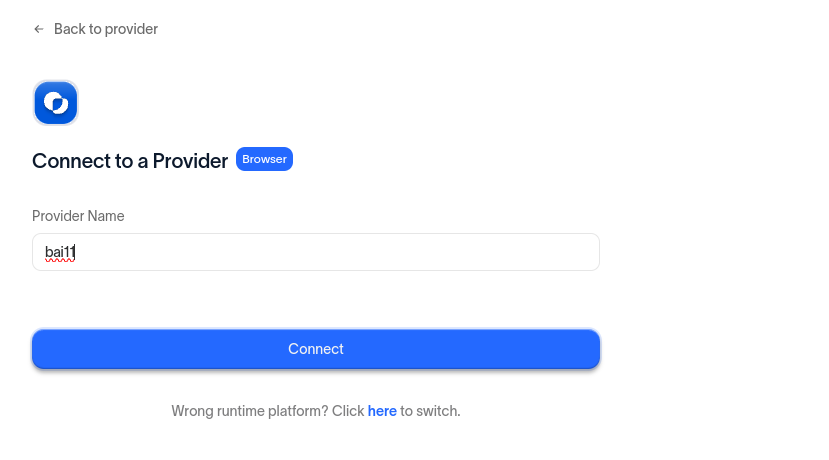 Back to provider
Connect to a Provider Browser
Provider Name
bai11
Connect
Wrong runtime platform? Click here to switch.